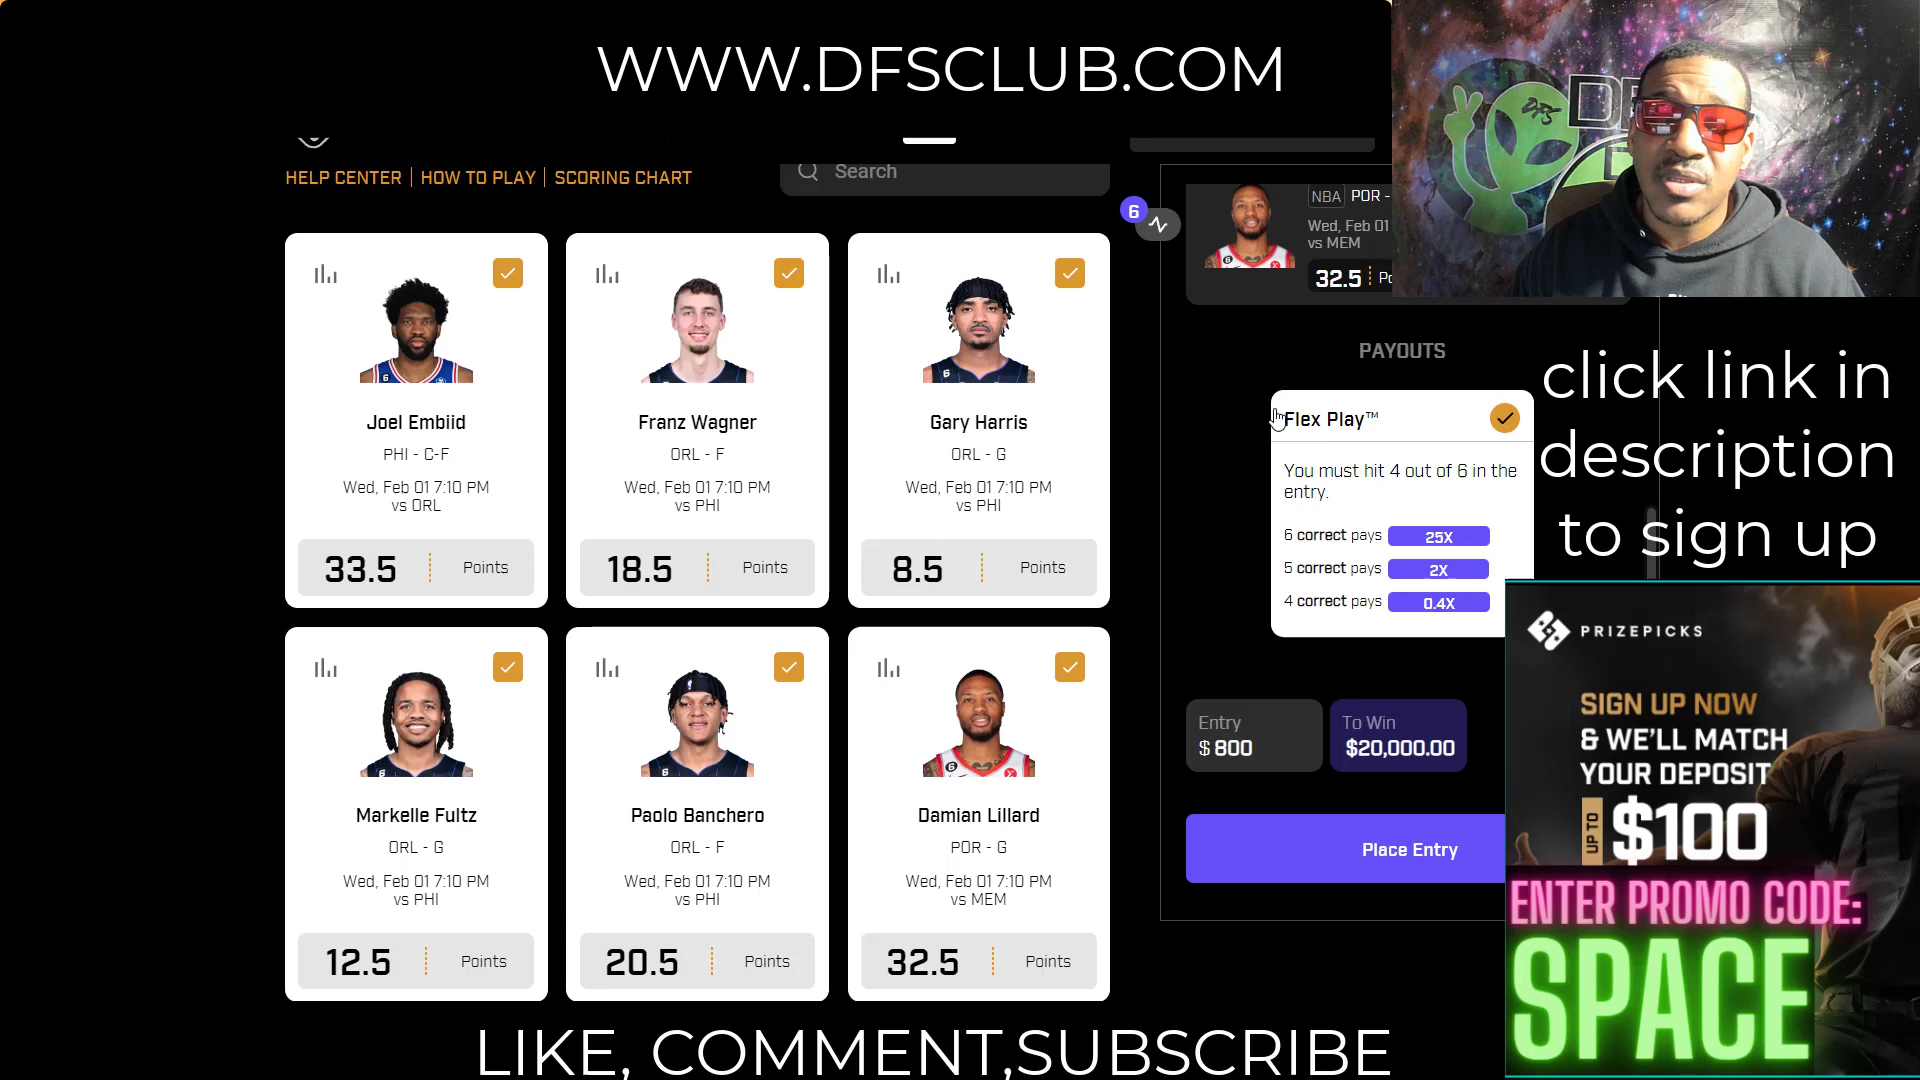 WWW.DFSCLUB.COM
HELP CENTER | HOW TO PLAY | SCORING CHART
Search
6
Joel Embiid
PHI - C-F
Wed, Feb 01 7:10 PM
vs ORL
33.5 Points
Franz Wagner
ORL - F
Wed, Feb 01 7:10 PM
vs PHI
18.5 Points
Gary Harris
ORL - G
Wed, Feb 01 7:10 PM
vs PHI
8.5 Points
Markelle Fultz
ORL - G
Wed, Feb 01 7:10 PM
vs PHI
12.5 Points
Paolo Banchero
ORL - F
Wed, Feb 01 7:10 PM
vs PHI
20.5 Points
Damian Lillard
POR - G
Wed, Feb 01 7:10 PM
vs MEM
32.5 Points
NBA POR -
Wed, Feb 01
vs MEM
32.5 Po
PAYOUTS
Flex Play™
You must hit 4 out of 6 in the
entry.
6 correct pays 25X
5 correct pays 2X
4 correct pays 0.4X
Entry
$ 800
To Win
$20,000.00
Place Entry
DFS
click link in
description
to sign up
PRIZEPICKS
SIGN UP NOW
& WE'LL MATCH
YOUR DEPOSIT
UP TO
$100
ENTER PROMO CODE:
SPACE
LIKE, COMMENT,SUBSCRIBE